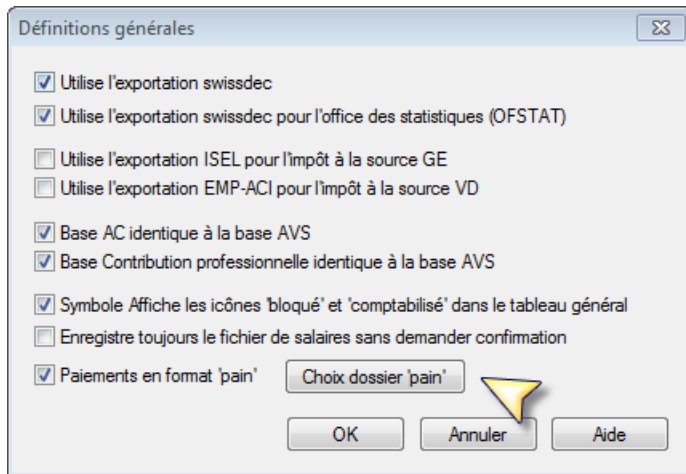 Définitions générales
Utilise l'exportation swissdec
Utilise l'exportation swissdec pour l'office des statistiques (OFSTAT)
Utilise l'exportation ISEL pour l'impôt à la source GE
Utilise l'exportation EMP-ACI pour l'impôt à la source VD
Base AC identique à la base AVS
Base Contribution professionnelle identique à la base AVS
Symbole Affiche les icônes 'bloqué' et 'comptabilisé' dans le tableau général
Enregistre toujours le fichier de salaires sans demander confirmation
Paiements en format 'pain' Choix dossier 'pain'
OK Annuler Aide